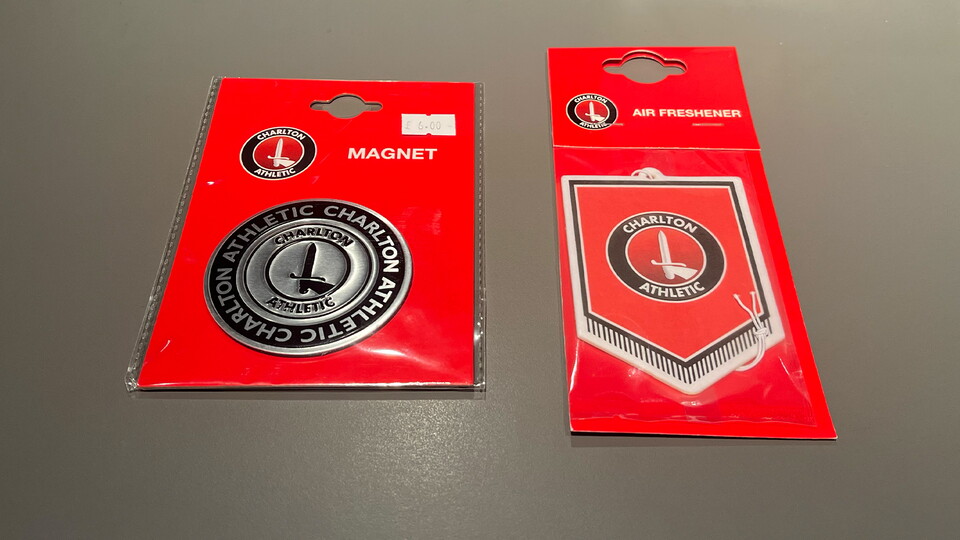 CHARLTON
ATHLETIC
MAGNET
£ 6.00
CHARLTON ATHLETIC CHARLTON ATHLETIC
CHARLTON
ATHLETIC
CHARLTON
ATHLETIC
AIR FRESHENER
CHARLTON
ATHLETIC